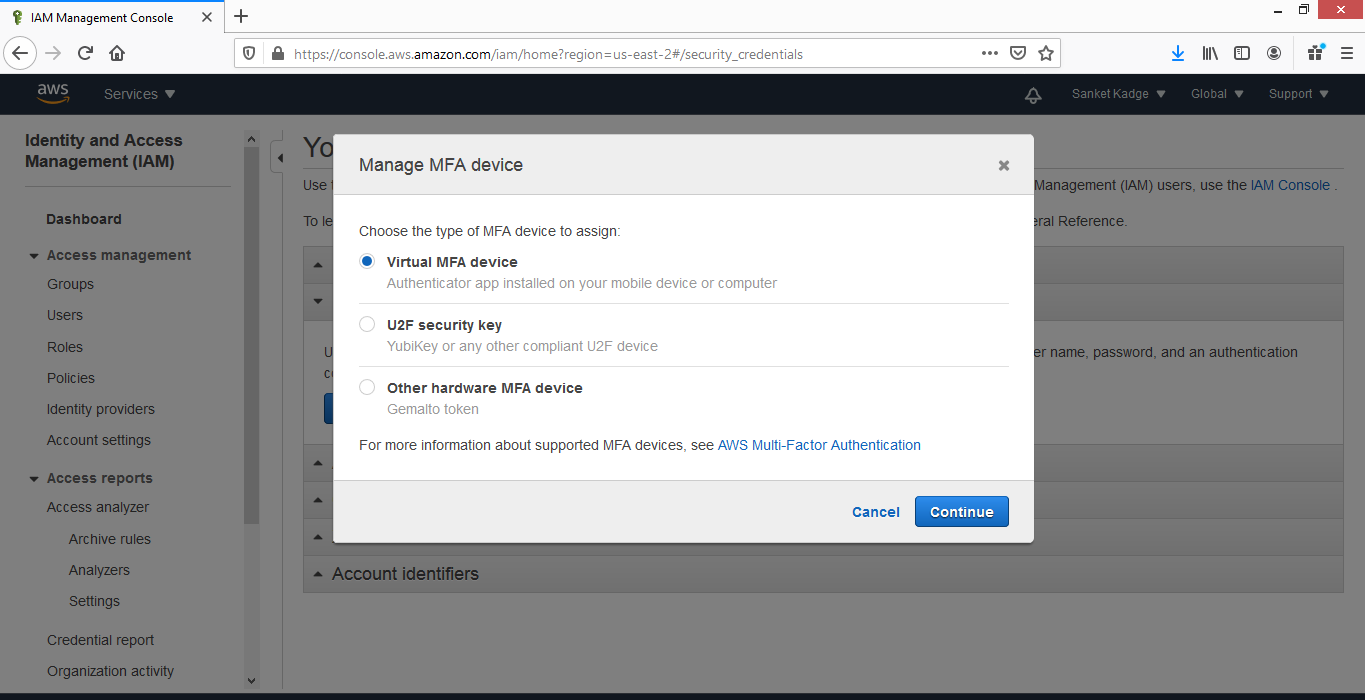 IAM Management Console
https://console.aws.amazon.com/iam/home?region=us-east-2#/security_credentials
aws Services Sanket Kadge Global Support
Identity and Access
Management (IAM)
Dashboard
Access management
Groups
Users
Roles
Policies
Identity providers
Account settings
Access reports
Access analyzer
Archive rules
Analyzers
Settings
Credential report
Organization activity
Yo
Use
Management (IAM) users, use the IAM Console .
To le
eral Reference.
er name, password, and an authentication
Manage MFA device
Choose the type of MFA device to assign:
Virtual MFA device
Authenticator app installed on your mobile device or computer
U2F security key
YubiKey or any other compliant U2F device
Other hardware MFA device
Gemalto token
For more information about supported MFA devices, see AWS Multi-Factor Authentication
Cancel Continue
Account identifiers